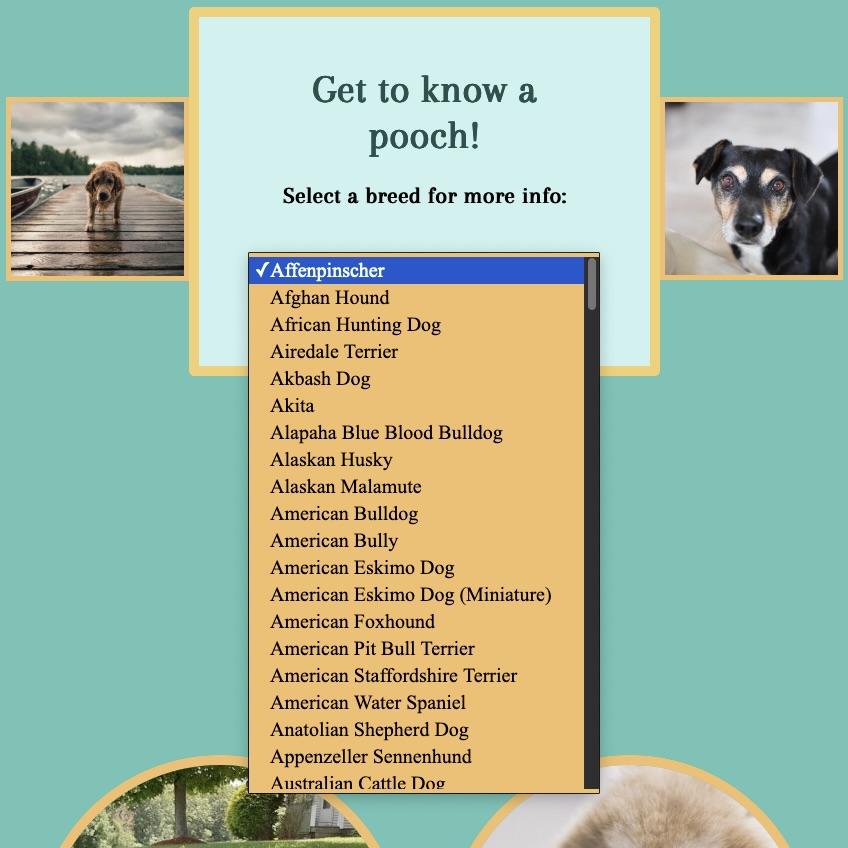 Get to know a
pooch!
Select a breed for more info:
✓Affenpinscher
Afghan Hound
African Hunting Dog
Airedale Terrier
Akbash Dog
Akita
Alapaha Blue Blood Bulldog
Alaskan Husky
Alaskan Malamute
American Bulldog
American Bully
American Eskimo Dog
American Eskimo Dog (Miniature)
American Foxhound
American Pit Bull Terrier
American Staffordshire Terrier
American Water Spaniel
Anatolian Shepherd Dog
Appenzeller Sennenhund
Australian Cattle Dog